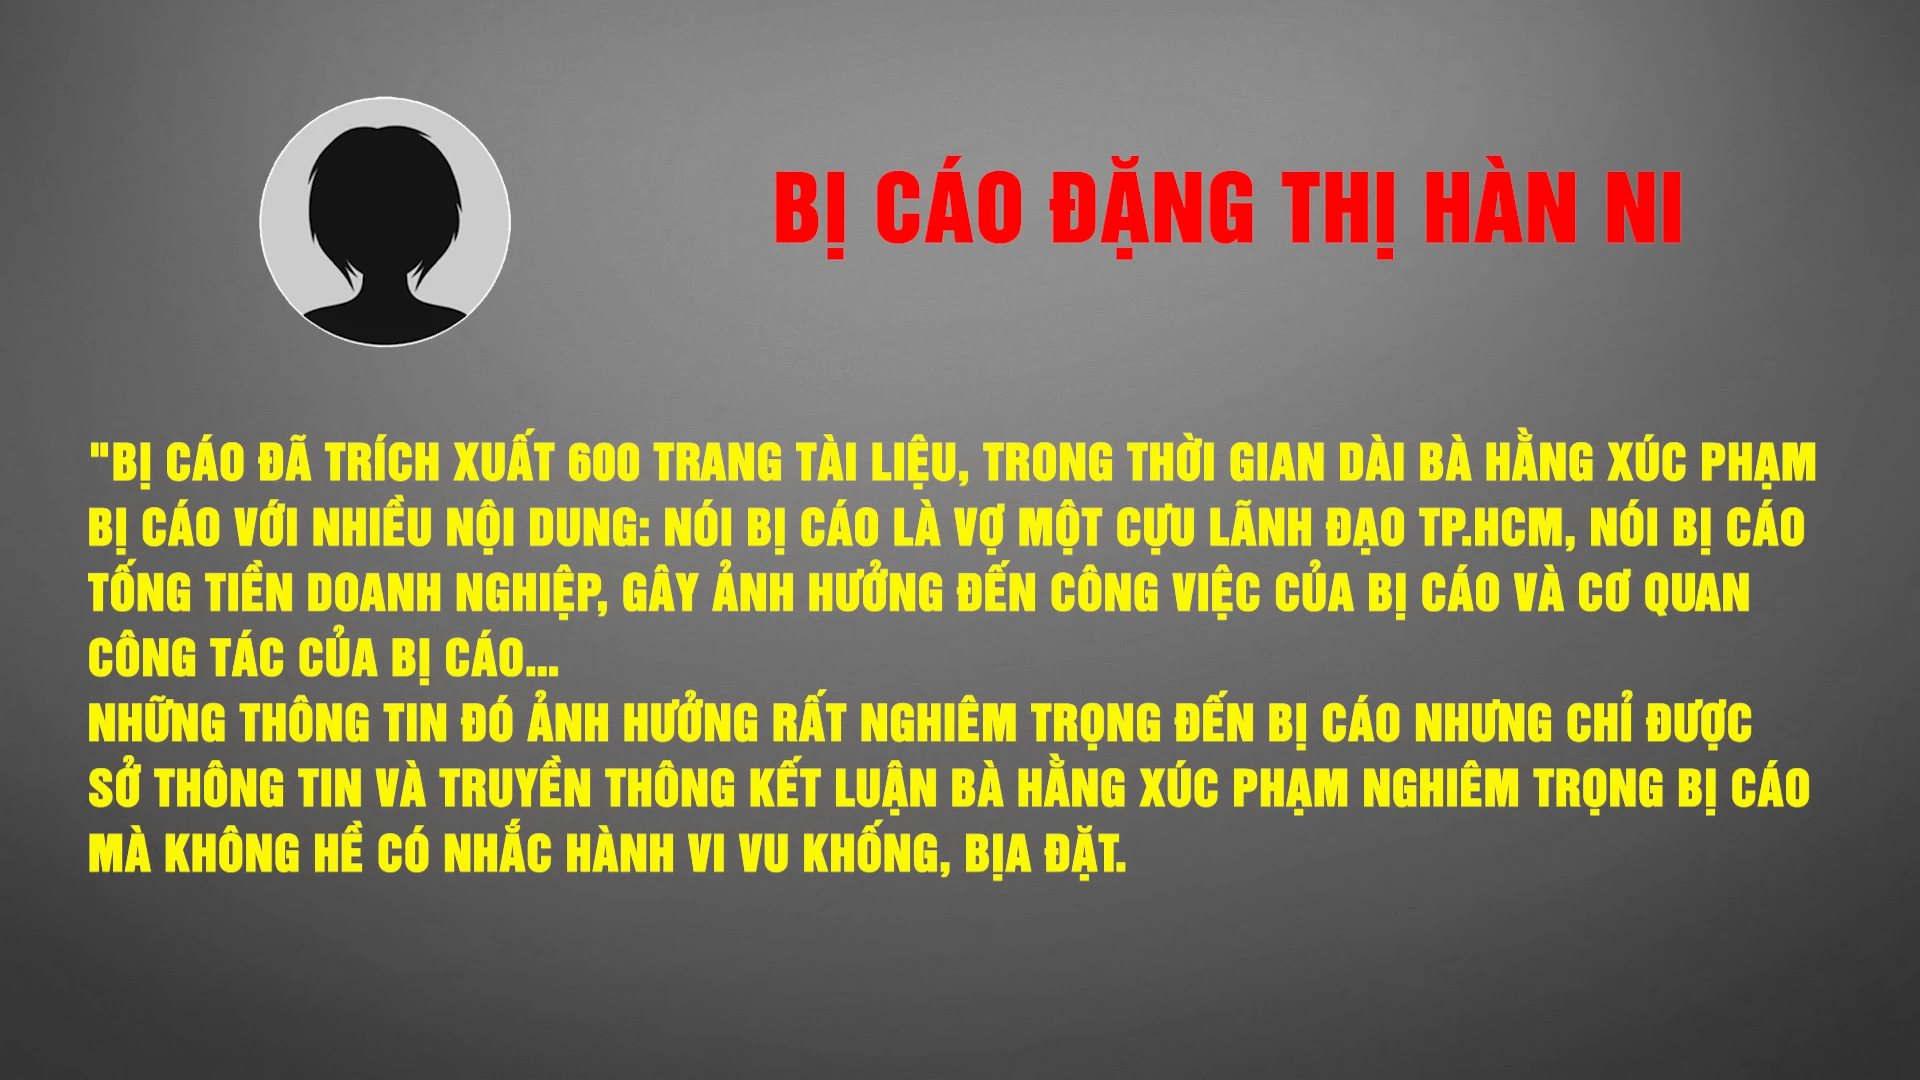 BỊ CÁO ĐẶNG THỊ HÀN NI
"BỊ CÁO ĐÃ TRÍCH XUẤT 600 TRANG TÀI LIỆU, TRONG THỜI GIAN DÀI BÀ HẰNG XÚC PHẠM
BỊ CÁO VỚI NHIỀU NỘI DUNG: NÓI BỊ CÁO LÀ VỢ MỘT CỰU LÃNH ĐẠO TP.HCM, NÓI BỊ CÁO
TỐNG TIỀN DOANH NGHIỆP, GÂY ẢNH HƯỞNG ĐẾN CÔNG VIỆC CỦA BỊ CÁO VÀ CƠ QUAN
CÔNG TÁC CỦA BỊ CÁO...
NHỮNG THÔNG TIN ĐÓ ẢNH HƯỞNG RẤT NGHIÊM TRỌNG ĐẾN BỊ CÁO NHƯNG CHỈ ĐƯỢC
SỞ THÔNG TIN VÀ TRUYỀN THÔNG KẾT LUẬN BÀ HẰNG XÚC PHẠM NGHIÊM TRỌNG BỊ CÁO
MÀ KHÔNG HỀ CÓ NHẮC HÀNH VI VU KHỐNG, BỊA ĐẶT.